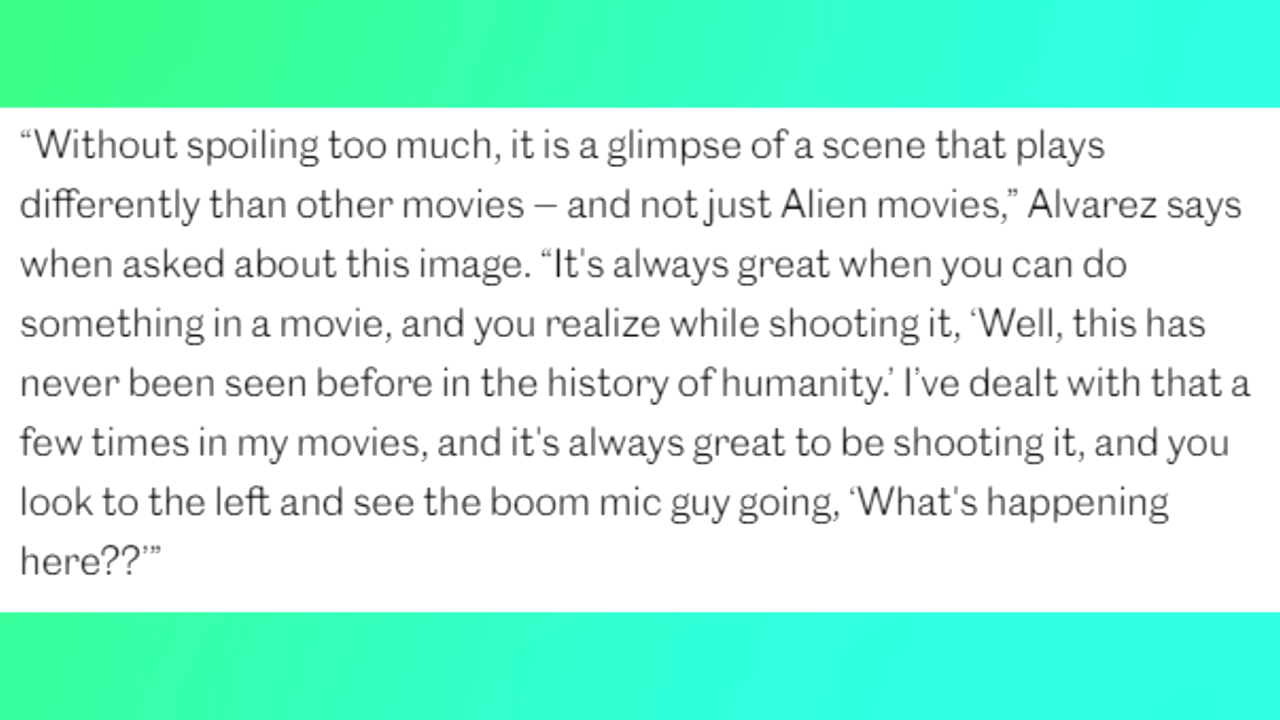 “Without spoiling too much, it is a glimpse of a scene that plays
differently than other movies — and not just Alien movies,” Alvarez says
when asked about this image. “It's always great when you can do
something in a movie, and you realize while shooting it, ‘Well, this has
never been seen before in the history of humanity.’ I’ve dealt with that a
few times in my movies, and it's always great to be shooting it, and you
look to the left and see the boom mic guy going, ‘What's happening
here??’”